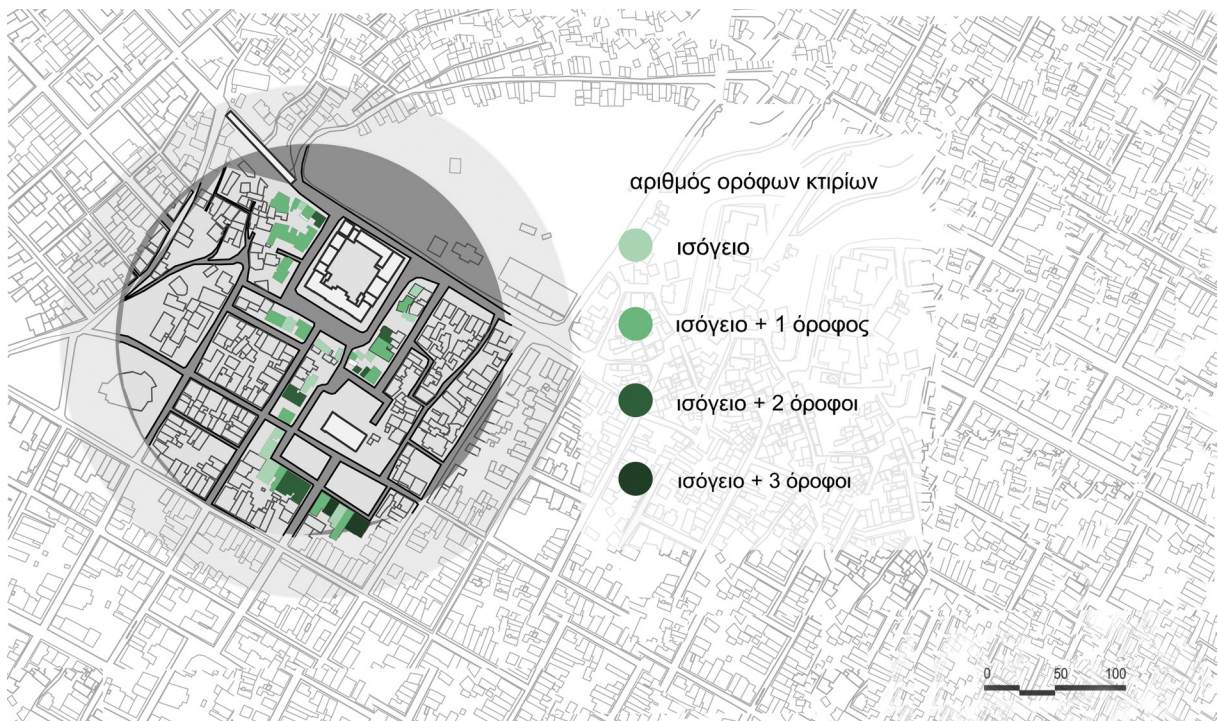 αριθμός ορόφων κτιρίων
ισόγειο
ισόγειο + 1 όροφος
ισόγειο + 2 όροφοι
ισόγειο + 3 όροφοι
0 50 100